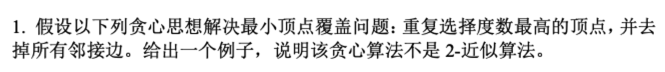 1. 假设以下列贪心思想解决最小顶点覆盖问题：重复选择度数最高的顶点，并去
掉所有邻接边。给出一个例子，说明该贪心算法不是 2-近似算法。